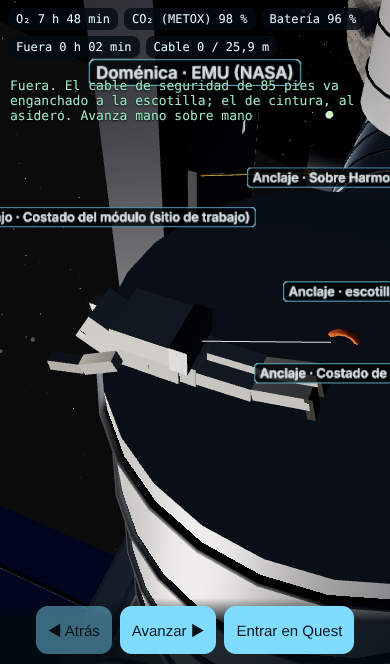 O₂ 7 h 48 min
CO₂ (METOX) 98 %
Batería 96 %
Fuera 0 h 02 min
Cable 0 / 25,9 m
Doménica · EMU (NASA)
Fuera. El cable de seguridad de 85 pies va
enganchado a la escotilla; el de cintura, al
asidero. Avanza mano sobre mano
Anclaje · Sobre Harmo
jo · Costado del módulo (sitio de trabajo)
Anclaje · escotill
Anclaje · Costado de
◀ Atrás
Avanzar ▶
Entrar en Quest